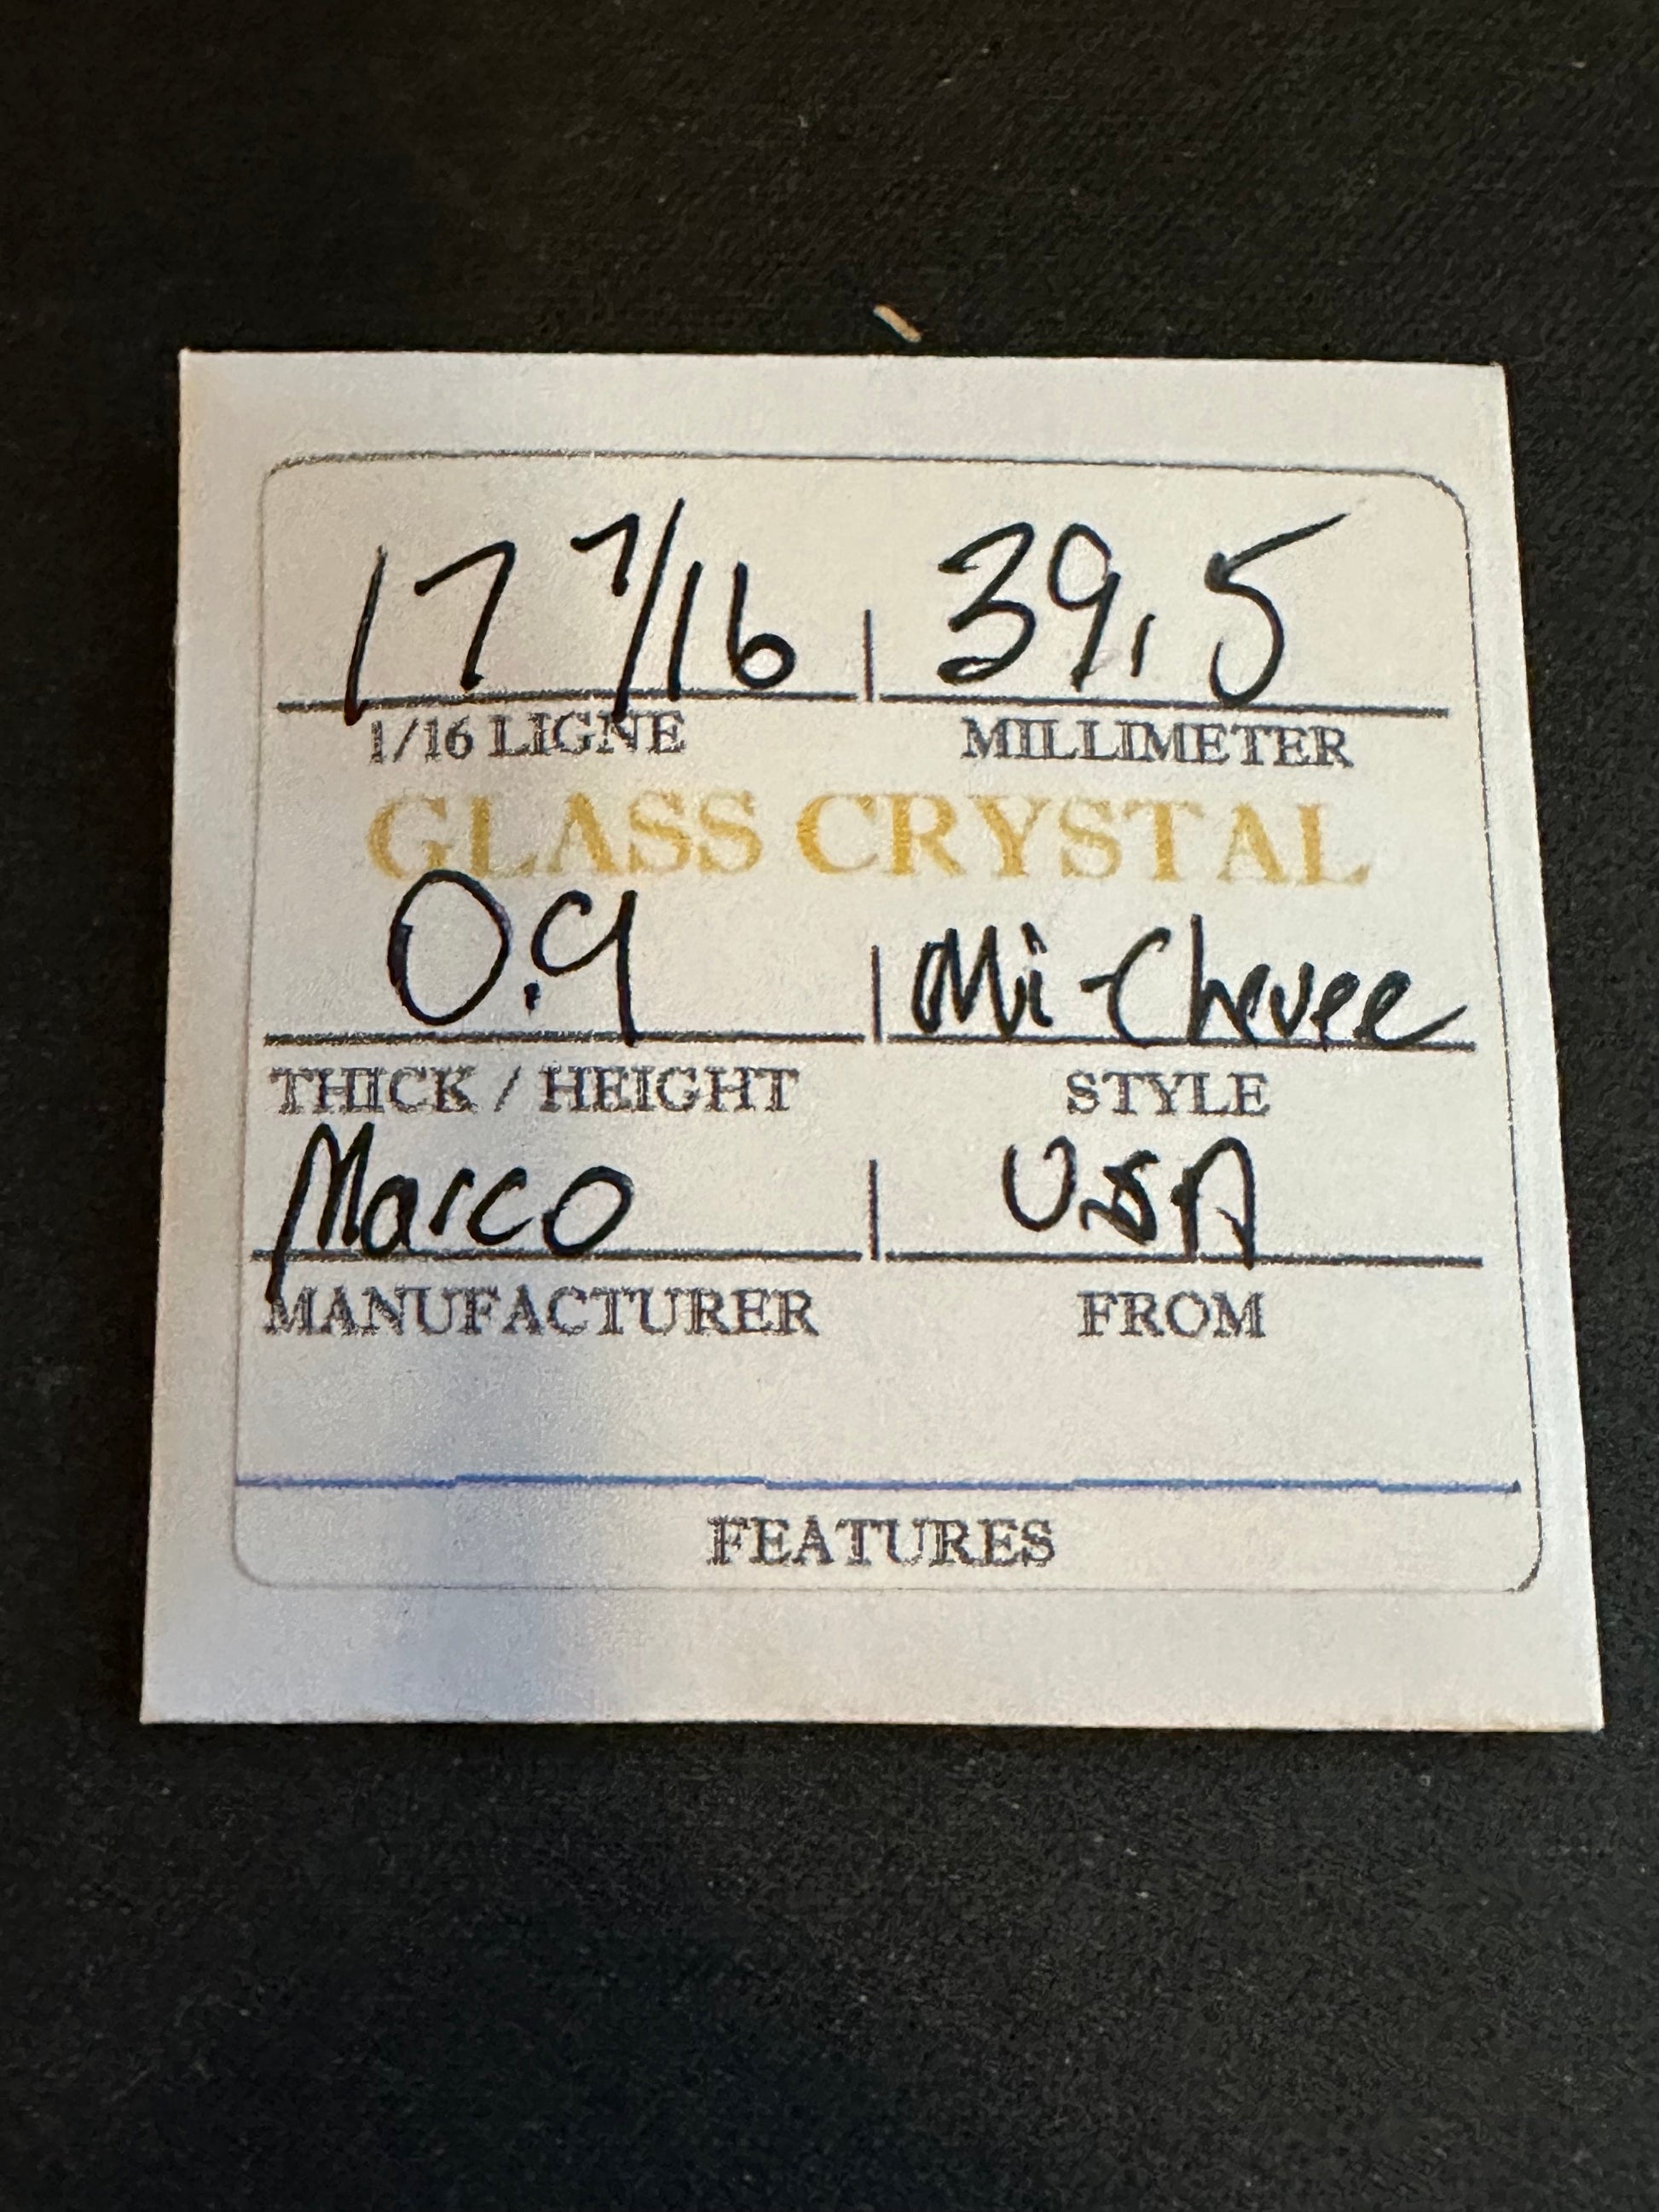 17 7/16 | 39.5
1/16 LIGNE MILLIMETER
GLASS CRYSTAL
0.9 | Mi-Chevee
THICK / HEIGHT STYLE
Marco | USA
MANUFACTURER FROM
FEATURES